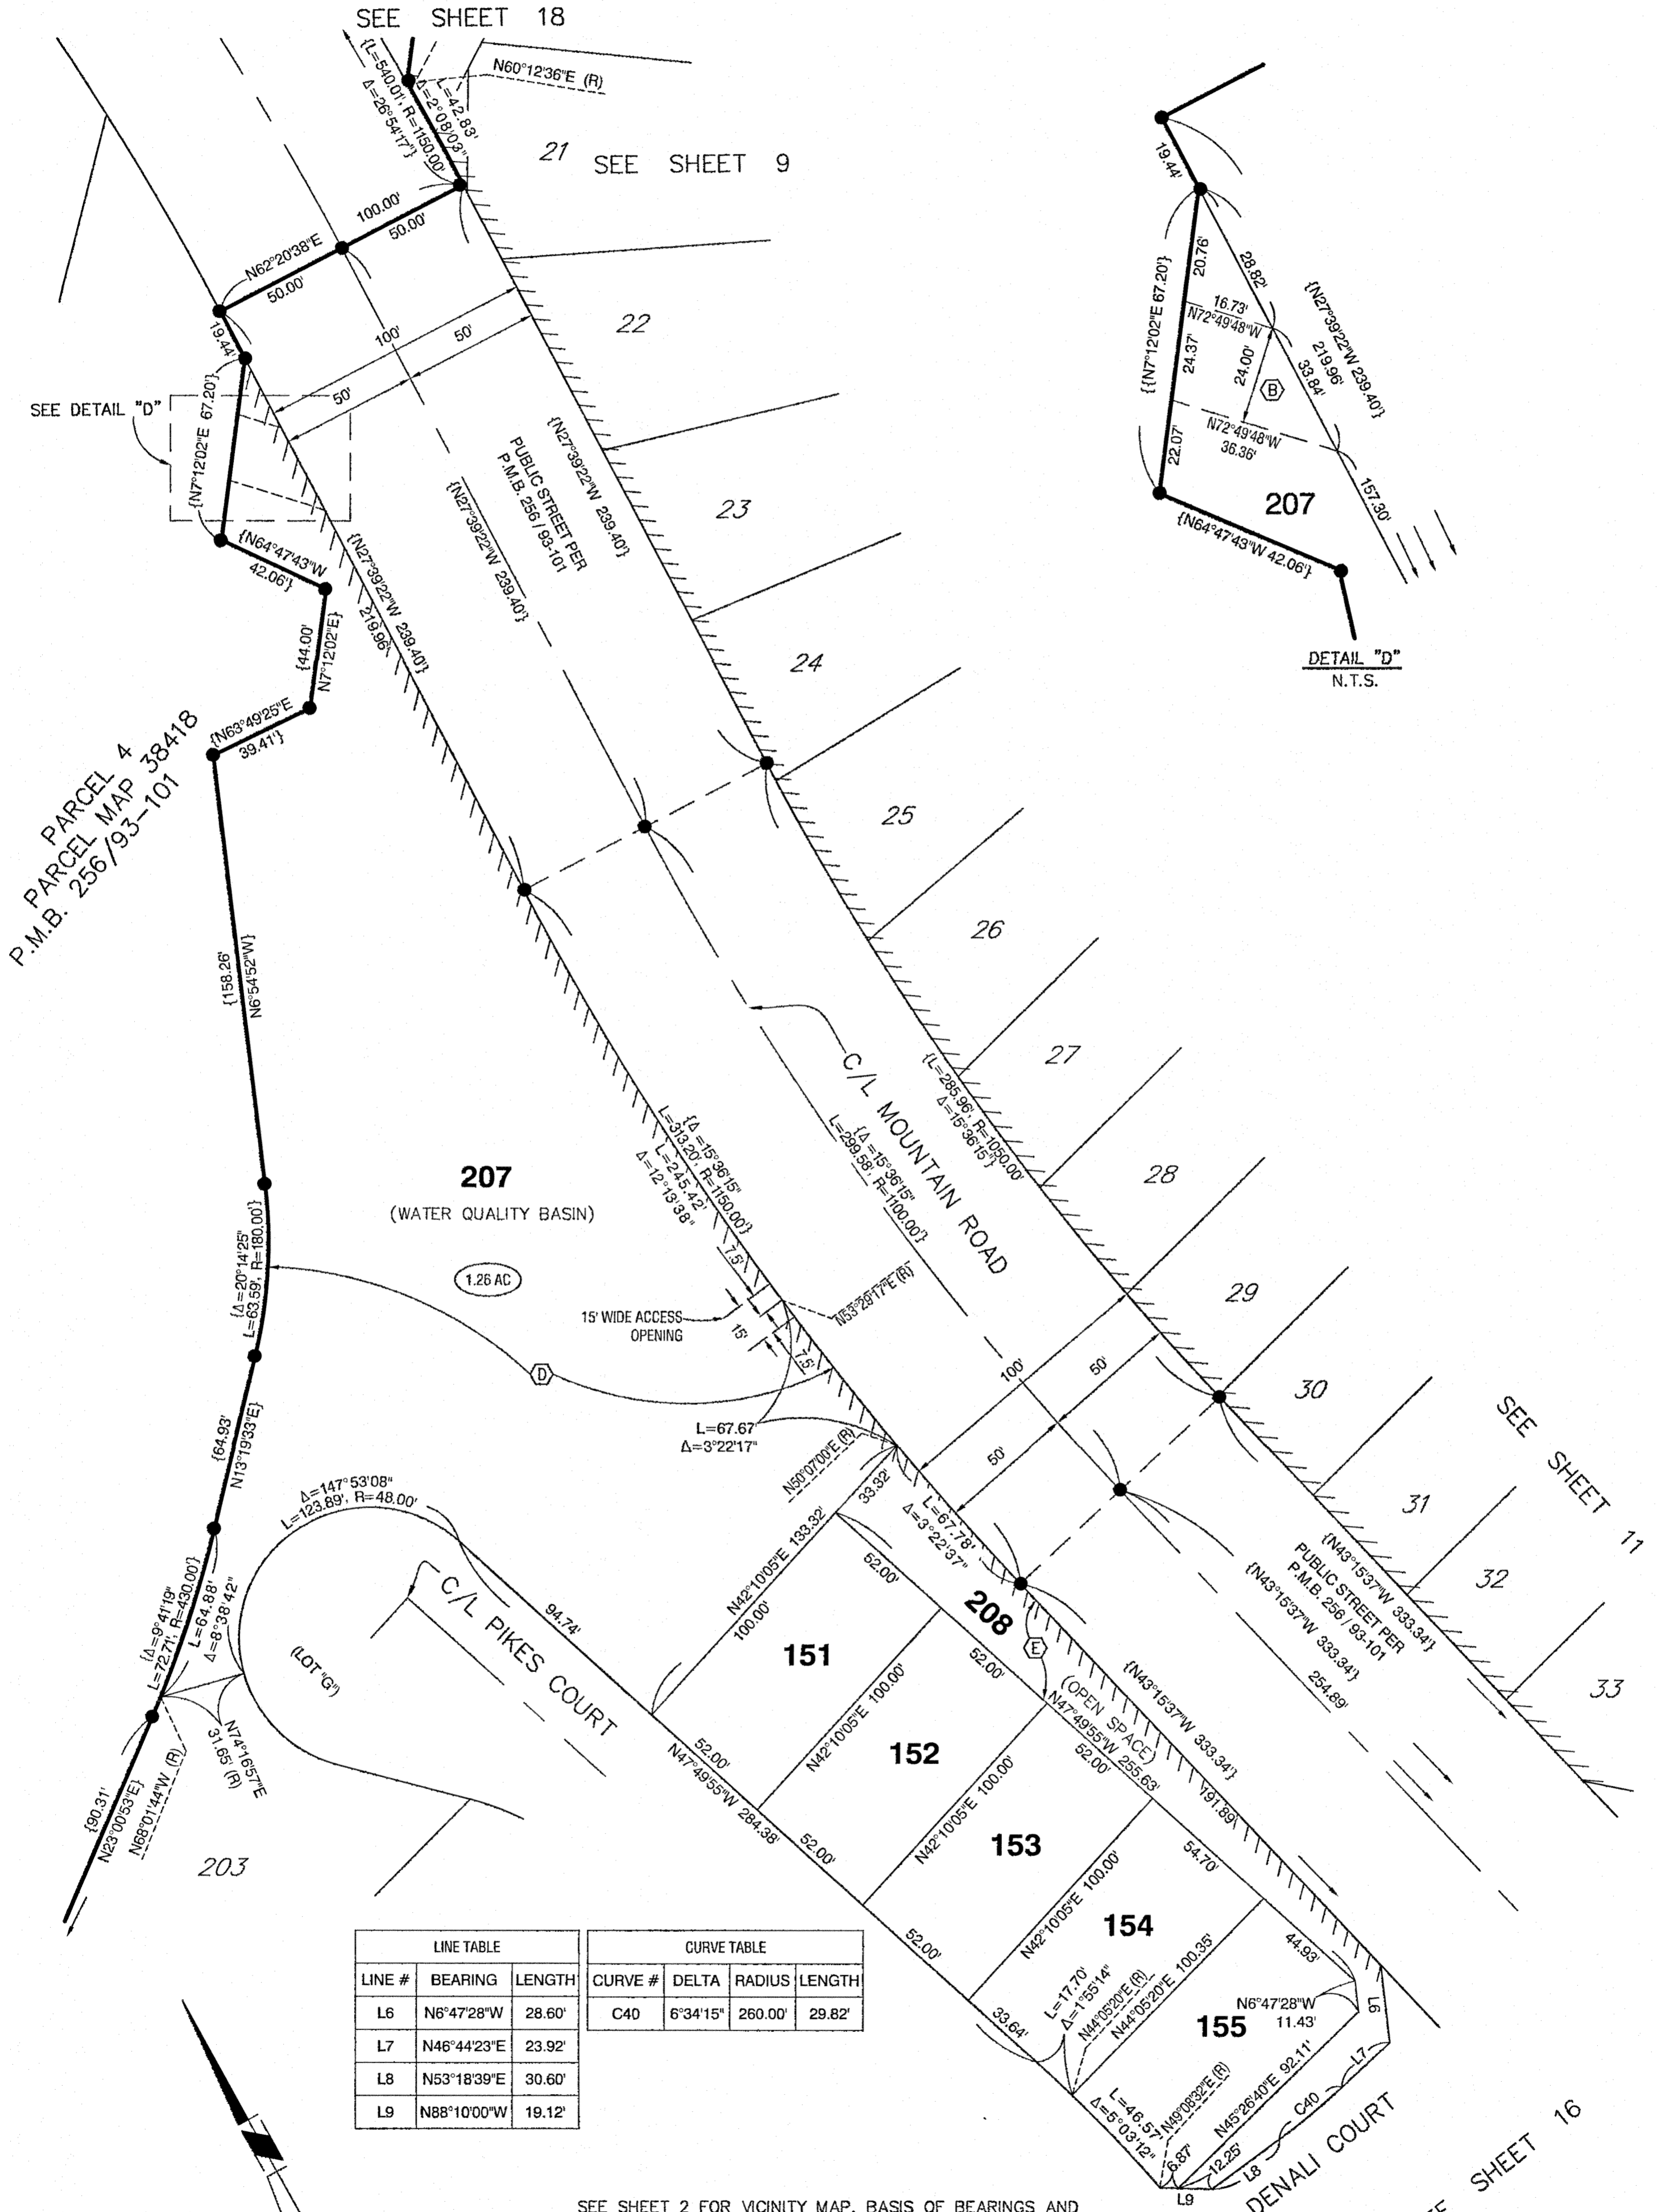 SEE SHEET 18
{L=540.01', R=1150.00'
Δ=26°54'17"}
L=42.83'
Δ=2°08'03"
N60°12'36"E (R)
21
SEE SHEET 9
100.00'
50.00'
N62°20'38"E
50.00'
19.44'
100'
50'
50'
22
SEE DETAIL "D"
{N7°12'02"E 67.20'}
{N64°47'43"W
42.06'}
{44.00'
N7°12'02"E}
{N63°49'25"E
39.41'}
{N27°39'22"W 239.40'}
219.96'
{N27°39'22"W 239.40'}
PUBLIC STREET PER
P.M.B. 256 / 93-101
{N27°39'22"W 239.40'}
23
24
25
26
27
28
29
30
31
32
33
19.44'
{{N7°12'02"E 67.20'}
20.76'
28.82'
16.73'
N72°49'48"W
24.37'
24.00'
B
33.84'
{N27°39'22"W 239.40'}
219.96'
N72°49'48"W
36.36'
22.07'
157.30'
207
{N64°47'43"W 42.06'}
DETAIL "D"
N.T.S.
PARCEL 4
PARCEL MAP 38418
P.M.B. 256/93-101
{158.26'
N6°54'52"W}
207
(WATER QUALITY BASIN)
1.26 AC
{Δ=20°14'25"
L=63.59', R=180.00'}
D
{Δ =15°36'15"
L=313.20', R=1150.00'}
L=245.42'
Δ=12°13'38"
C/L MOUNTAIN ROAD
{Δ =15°36'15"
L=299.58', R=1100.00'}
{L=285.96', R=1050.00'
Δ=15°36'15"}
7.5'
15' WIDE ACCESS
OPENING
15'
7.5'
N53°29'17"E (R)
100'
50'
50'
L=67.67'
Δ=3°22'17"
N50°07'00"E (R)
33.32'
L=67.78'
Δ=3°22'37"
{64.93'
N13°19'33"E}
Δ=147°53'08"
L=123.89', R=48.00'
{Δ=9°41'19"
L=72.71', R=430.00'}
L=64.88'
Δ=8°38'42"
N74°16'57"E
31.65' (R)
N68°01'44"W (R)
{90.31'
N23°00'53"E}
203
(LOT "G")
C/L PIKES COURT
94.74'
N42°10'05"E 133.32'
100.00'
151
52.00'
208
E
(OPEN SPACE)
52.00'
N47°49'55"W 255.63'
52.00'
N42°10'05"E 100.00'
152
52.00'
N47°49'55"W 284.38'
52.00'
N42°10'05"E 100.00'
153
52.00'
N42°10'05"E 100.00'
154
54.70'
33.64'
L=17.70'
Δ=1°55'14"
N44°05'20"E (R)
N44°05'20"E 100.35'
155
44.93'
N6°47'28"W
11.43'
L6
L7
C40
L8
L9
L=46.57'
Δ=5°03'12"
N49°08'32"E (R)
N45°26'40"E 92.11'
6.87'
12.25'
{N43°15'37"W 333.34'}
191.89'
{N43°15'37"W 333.34'}
254.89'
PUBLIC STREET PER
P.M.B. 256 / 93-101
{N43°15'37"W 333.34'}
SEE SHEET 11
DENALI COURT
SHEET 16
LINE TABLE
LINE # BEARING LENGTH
L6 N6°47'28"W 28.60'
L7 N46°44'23"E 23.92'
L8 N53°18'39"E 30.60'
L9 N88°10'00"W 19.12'
CURVE TABLE
CURVE # DELTA RADIUS LENGTH
C40 6°34'15" 260.00' 29.82'
SEE SHEET 2 FOR VICINITY MAP, BASIS OF BEARINGS AND